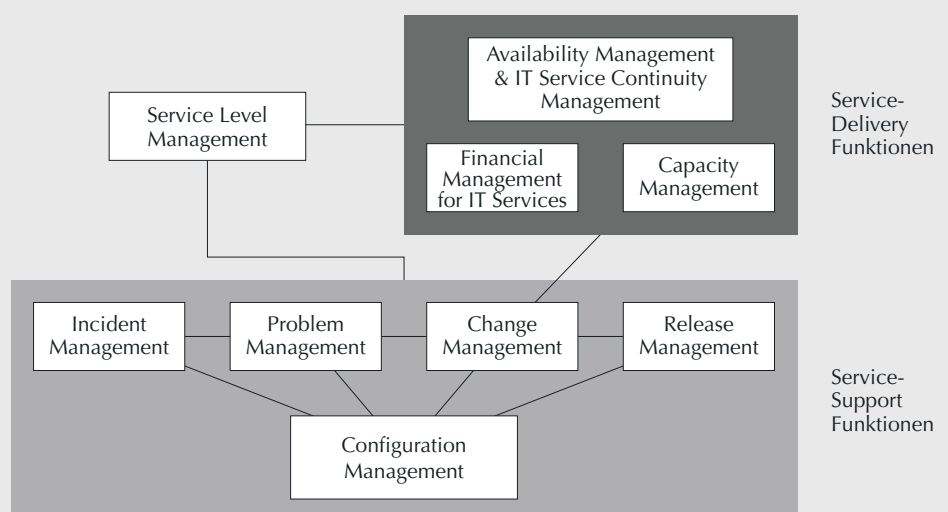 Availability Management
& IT Service Continuity
Management
Service Level
Management
Service-
Delivery
Funktionen
Financial
Management
for IT Services
Capacity
Management
Incident
Management
Problem
Management
Change
Management
Release
Management
Service-
Support
Funktionen
Configuration
Management